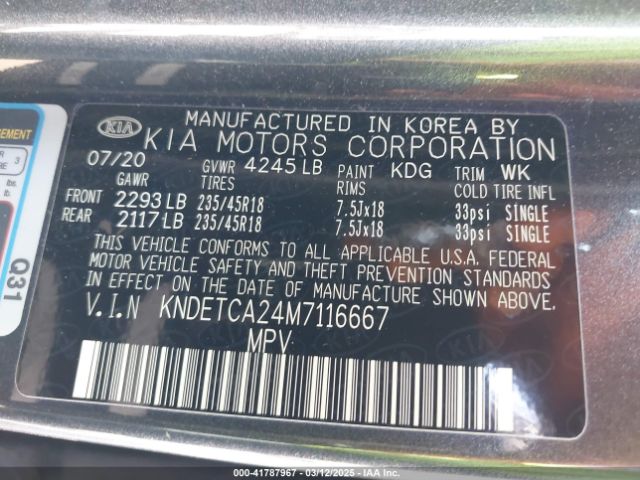 MANUFACTURED IN KOREA BY
KIA KIA MOTORS CORPORATION
07/20 GVWR 4245 LB PAINT KDG TRIM WK
GAWR TIRES RIMS COLD TIRE INFL
FRONT 2293 LB 235/45R18 7.5Jx18 33psi SINGLE
REAR 2117 LB 235/45R18 7.5Jx18 33psi SINGLE
THIS VEHICLE CONFORMS TO ALL APPLICABLE U.S.A. FEDERAL
MOTOR VEHICLE SAFETY AND THEFT PREVENTION STANDARDS
IN EFFECT ON THE DATE OF MANUFACTURE SHOWN ABOVE.
V.I.N KNDETCA24M7116667
MPV
3
lbs.
Q31
000-41787967 - 03/12/2025 - IAA Inc.